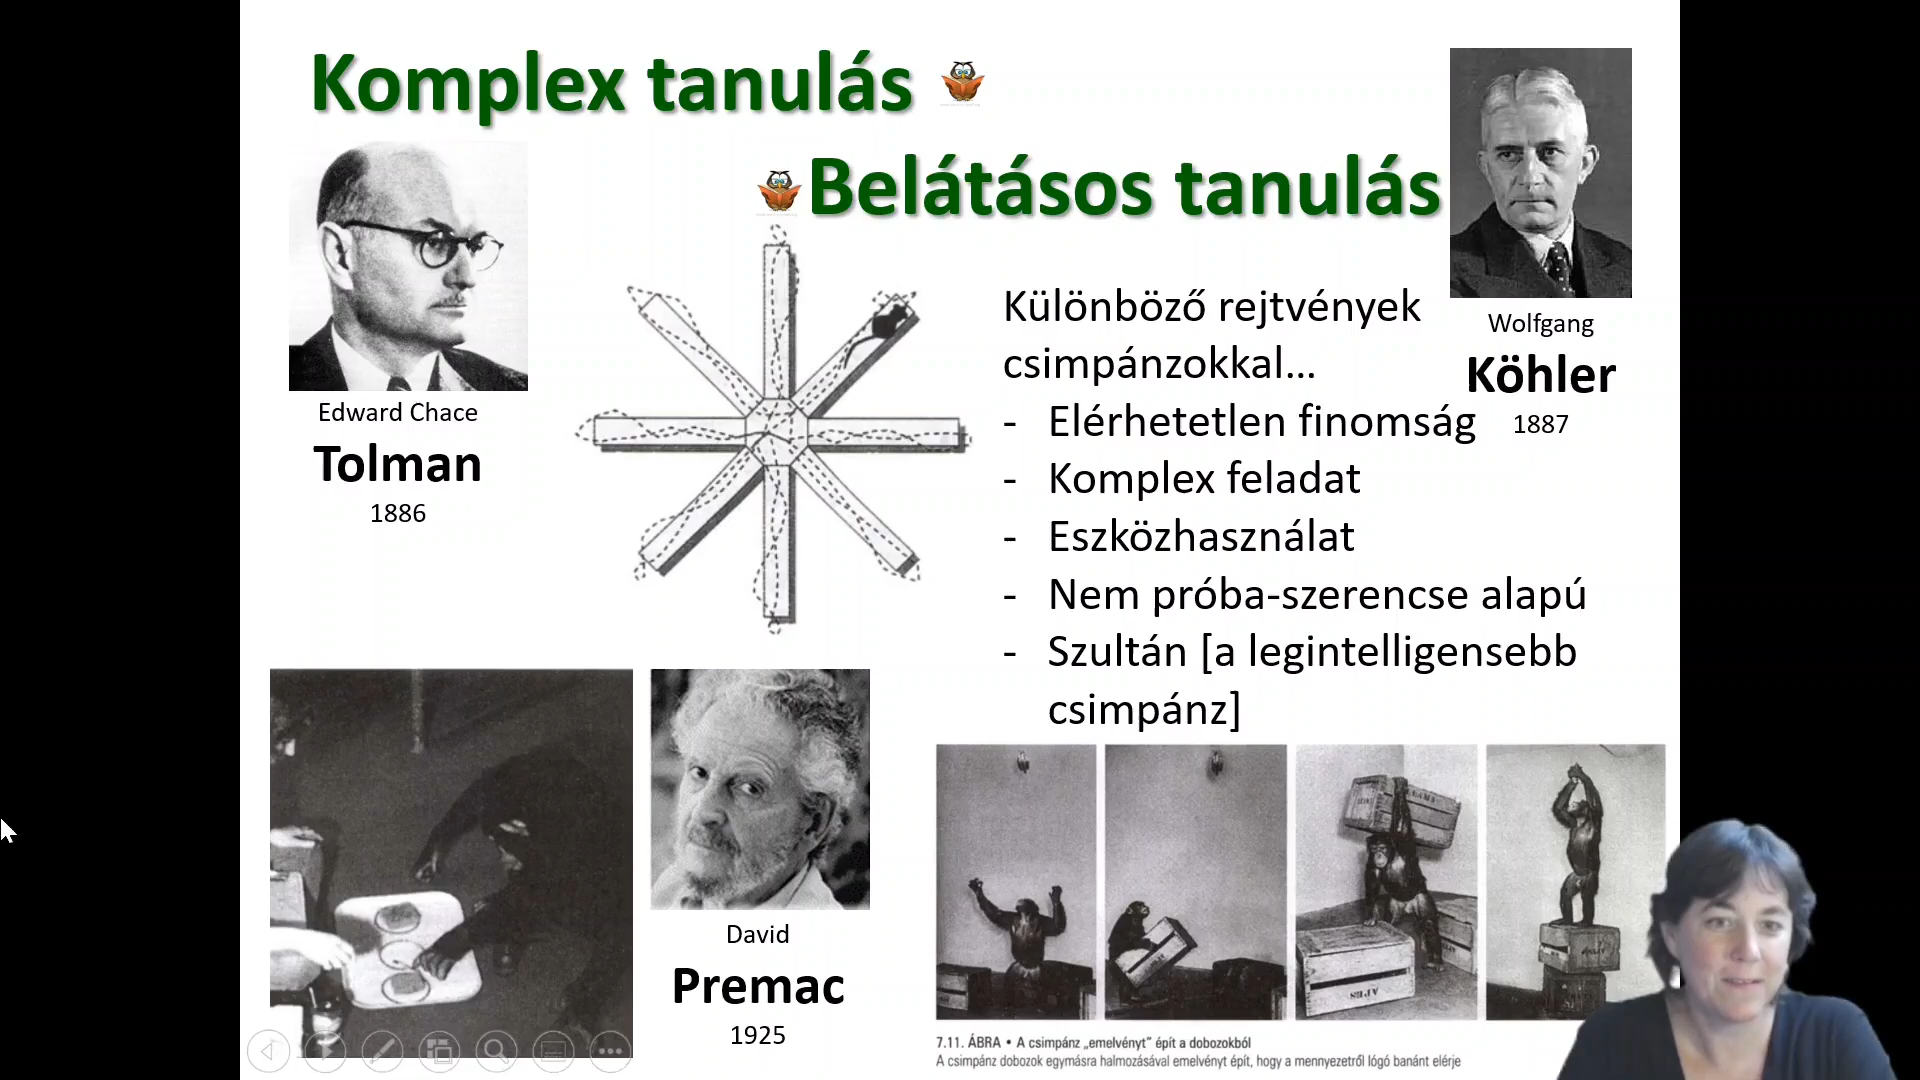 Komplex tanulás
Belátásos tanulás
Edward Chace
Tolman
1886
Wolfgang
Köhler
1887
Különböző rejtvények
csimpánzokkal...
- Elérhetetlen finomság
- Komplex feladat
- Eszközhasználat
- Nem próba-szerencse alapú
- Szultán [a legintelligensebb
csimpánz]
David
Premac
1925
7.11. ÁBRA • A csimpánz „emelvényt” épít a dobozokból
A csimpánz dobozok egymásra halmozásával emelvényt épít, hogy a mennyezetről lógó banánt elérje